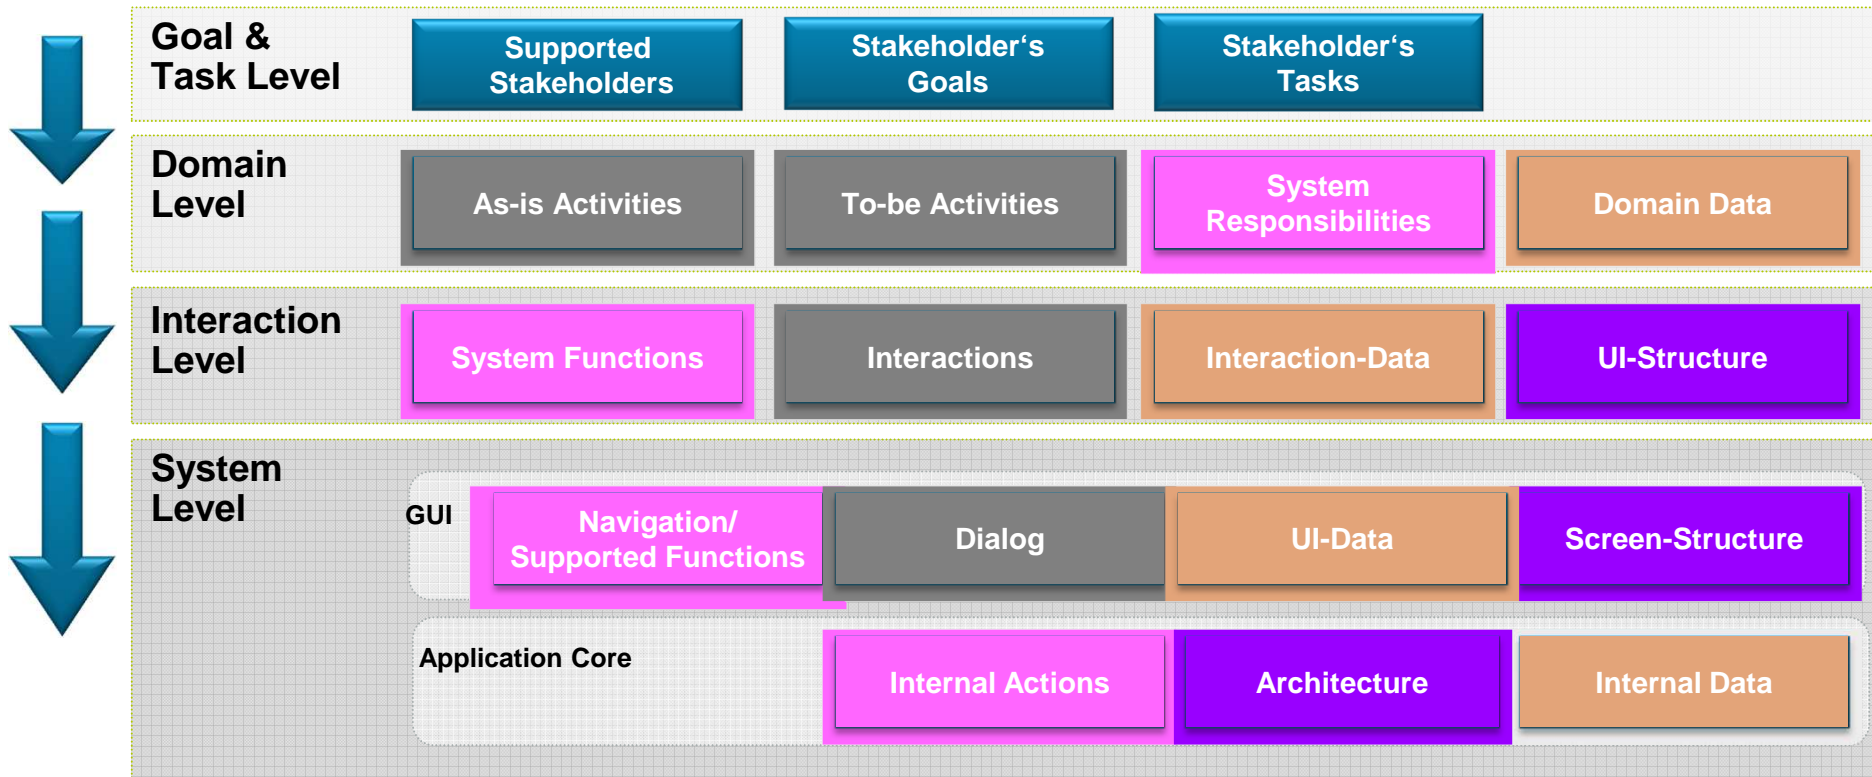 Goal &
Task Level
Supported
Stakeholders
Stakeholder‘s
Goals
Stakeholder‘s
Tasks
Domain
Level
As-is Activities
To-be Activities
System
Responsibilities
Domain Data
Interaction
Level
System Functions
Interactions
Interaction-Data
UI-Structure
System
Level
GUI
Navigation/
Supported Functions
Dialog
UI-Data
Screen-Structure
Application Core
Internal Actions
Architecture
Internal Data